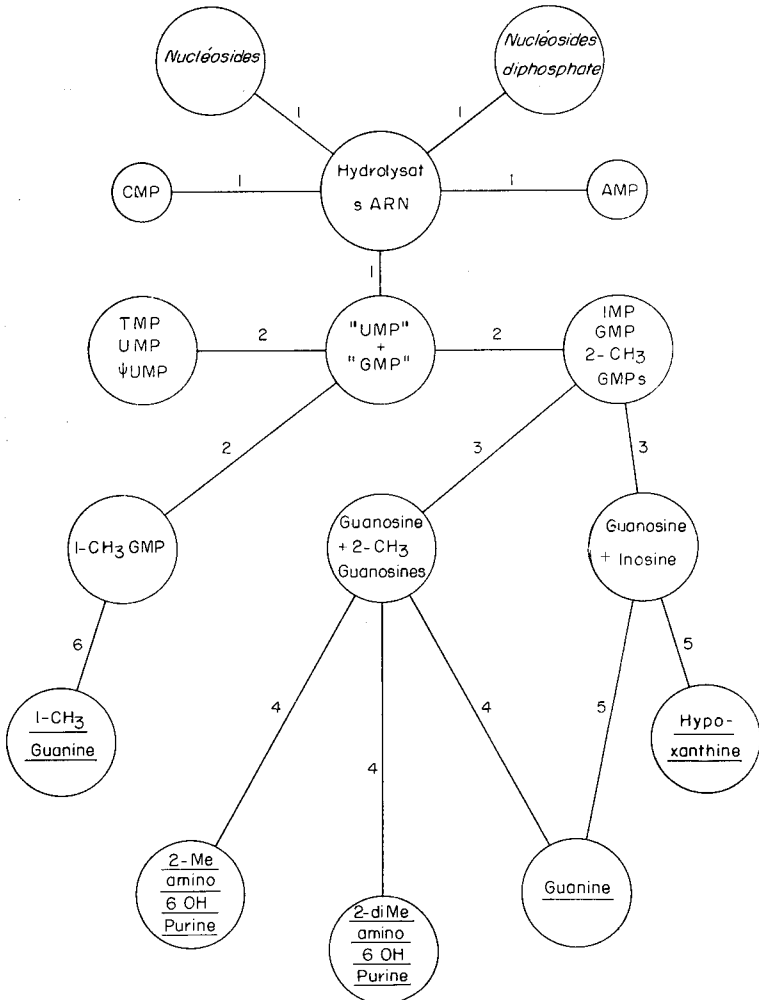 Nucléosides
Nucléosides
diphosphate
1
1
Hydrolysat
s ARN
CMP
1
1
AMP
1
TMP
UMP
ΨUMP
2
"UMP"
+
"GMP"
2
IMP
GMP
2-CH3
GMPs
2
3
3
1-CH3 GMP
Guanosine
+ 2-CH3
Guanosines
Guanosine
+ Inosine
6
5
4
4
5
4
1-CH3
Guanine
Hypo-
xanthine
2-Me
amino
6 OH
Purine
2-diMe
amino
6 OH
Purine
Guanine